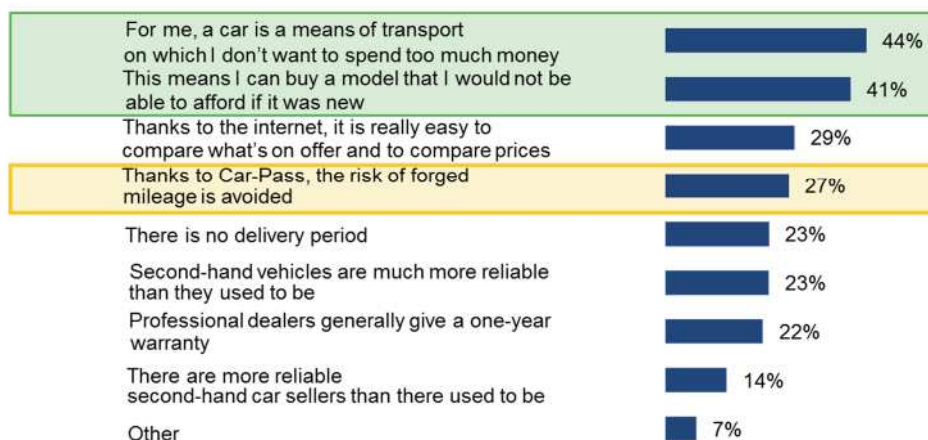 For me, a car is a means of transport
on which I don't want to spend too much money
44%
This means I can buy a model that I would not be
able to afford if it was new
41%
Thanks to the internet, it is really easy to
compare what's on offer and to compare prices
29%
Thanks to Car-Pass, the risk of forged
mileage is avoided
27%
There is no delivery period
23%
Second-hand vehicles are much more reliable
than they used to be
23%
Professional dealers generally give a one-year
warranty
22%
There are more reliable
second-hand car sellers than there used to be
14%
Other
7%